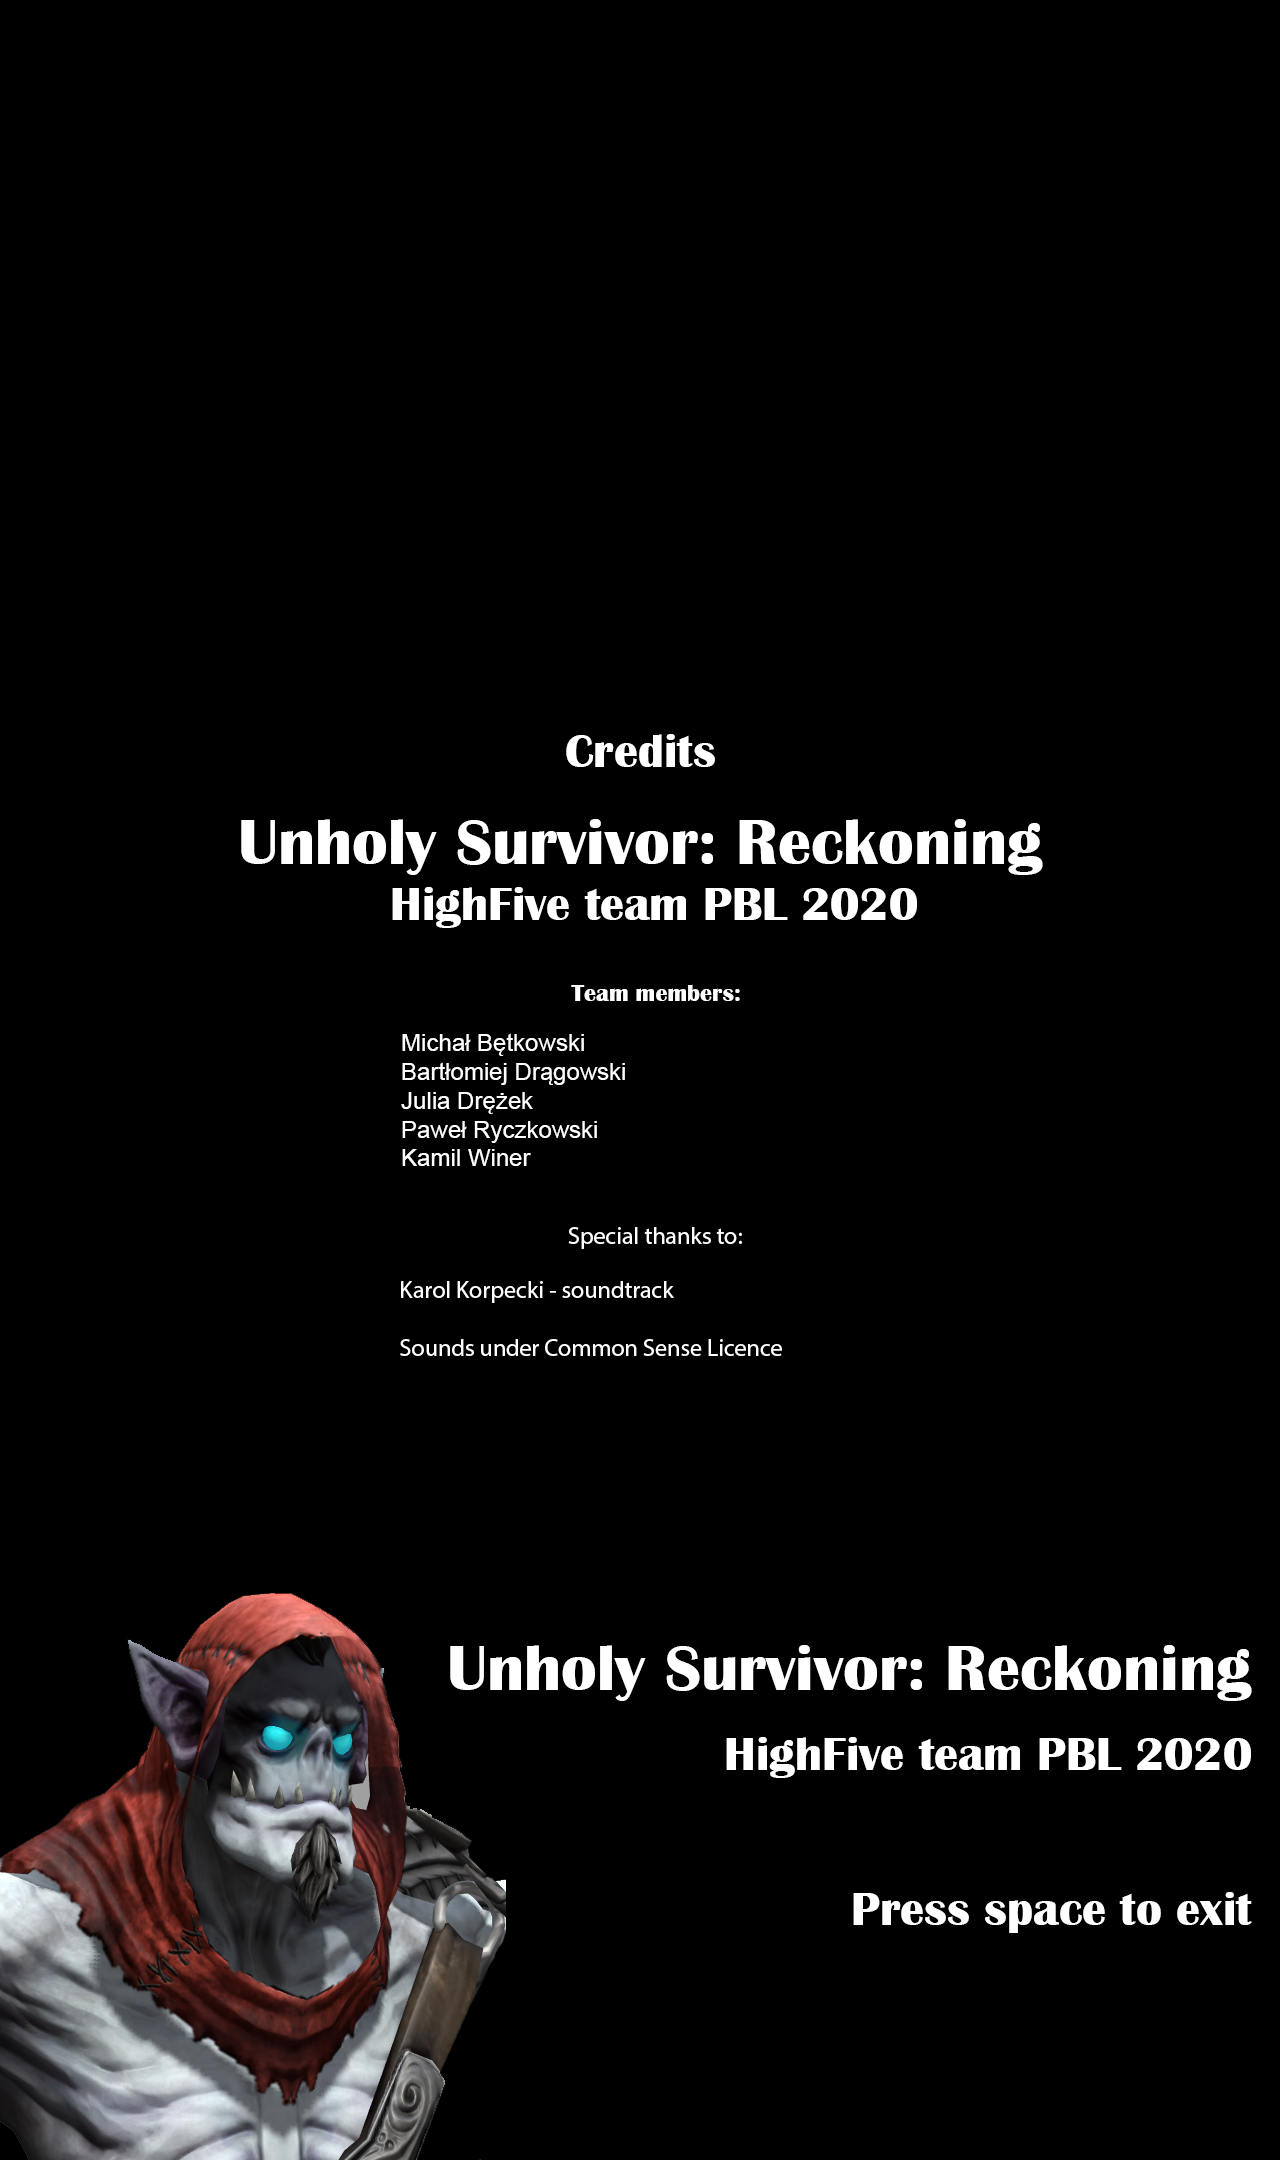 Credits
Unholy Survivor: Reckoning
HighFive team PBL 2020
Team members:
Michał Bętkowski
Bartłomiej Drągowski
Julia Drężek
Paweł Ryczkowski
Kamil Winer
Special thanks to:
Karol Korpecki - soundtrack
Sounds under Common Sense Licence
Unholy Survivor: Reckoning
HighFive team PBL 2020
Press space to exit